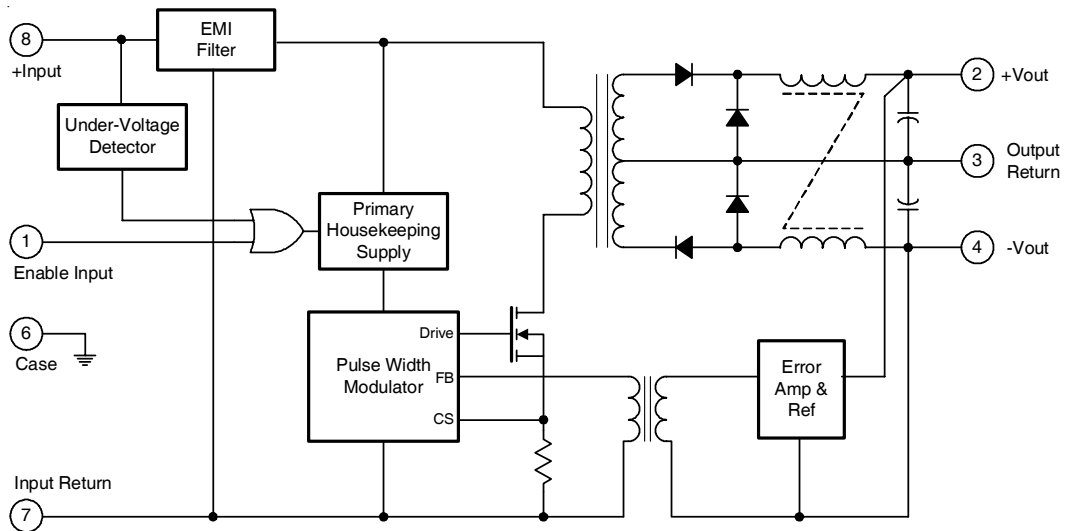 8
+Input
EMI
Filter
Under-Voltage
Detector
1
Enable Input
Primary
Housekeeping
Supply
6
Case
Drive
Pulse Width
Modulator
FB
CS
Input Return
7
2
+Vout
3
Output
Return
4
-Vout
Error
Amp &
Ref